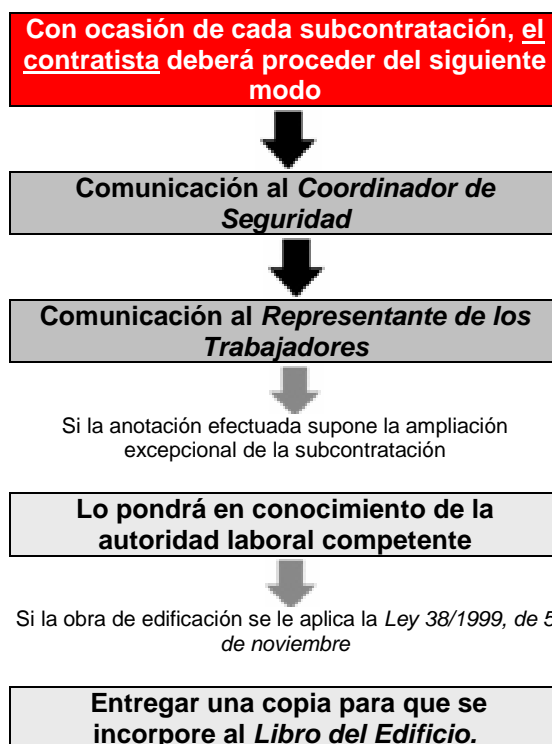 Con ocasión de cada subcontratación, el
contratista deberá proceder del siguiente
modo
Comunicación al Coordinador de
Seguridad
Comunicación al Representante de los
Trabajadores
Si la anotación efectuada supone la ampliación
excepcional de la subcontratación
Lo pondrá en conocimiento de la
autoridad laboral competente
Si la obra de edificación se le aplica la Ley 38/1999, de 5
de noviembre
Entregar una copia para que se
incorpore al Libro del Edificio.